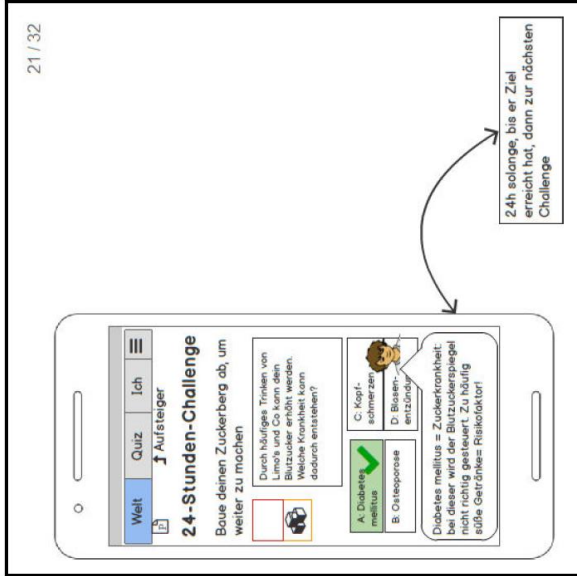 21 / 32
Welt
Quiz
Ich
P
Aufsteiger
24-Stunden-Challenge
Baue deinen Zuckerberg ab, um
weiter zu machen
Durch häufiges Trinken von
Limo's und Co kann dein
Blutzucker erhöht werden.
Welche Krankheit kann
dadurch entstehen?
A: Diabetes
mellitus
C: Kopf-
schmerzen
B: Osteoporose
D: Blasen-
entzündu
Diabetes mellitus = Zuckerkrankheit:
bei dieser wird der Blutzuckerspiegel
nicht richtig gesteuert. Zu häufig
süße Getränke= Risikofaktor!
24h solange, bis er Ziel
erreicht hat, dann zur nächsten
Challenge